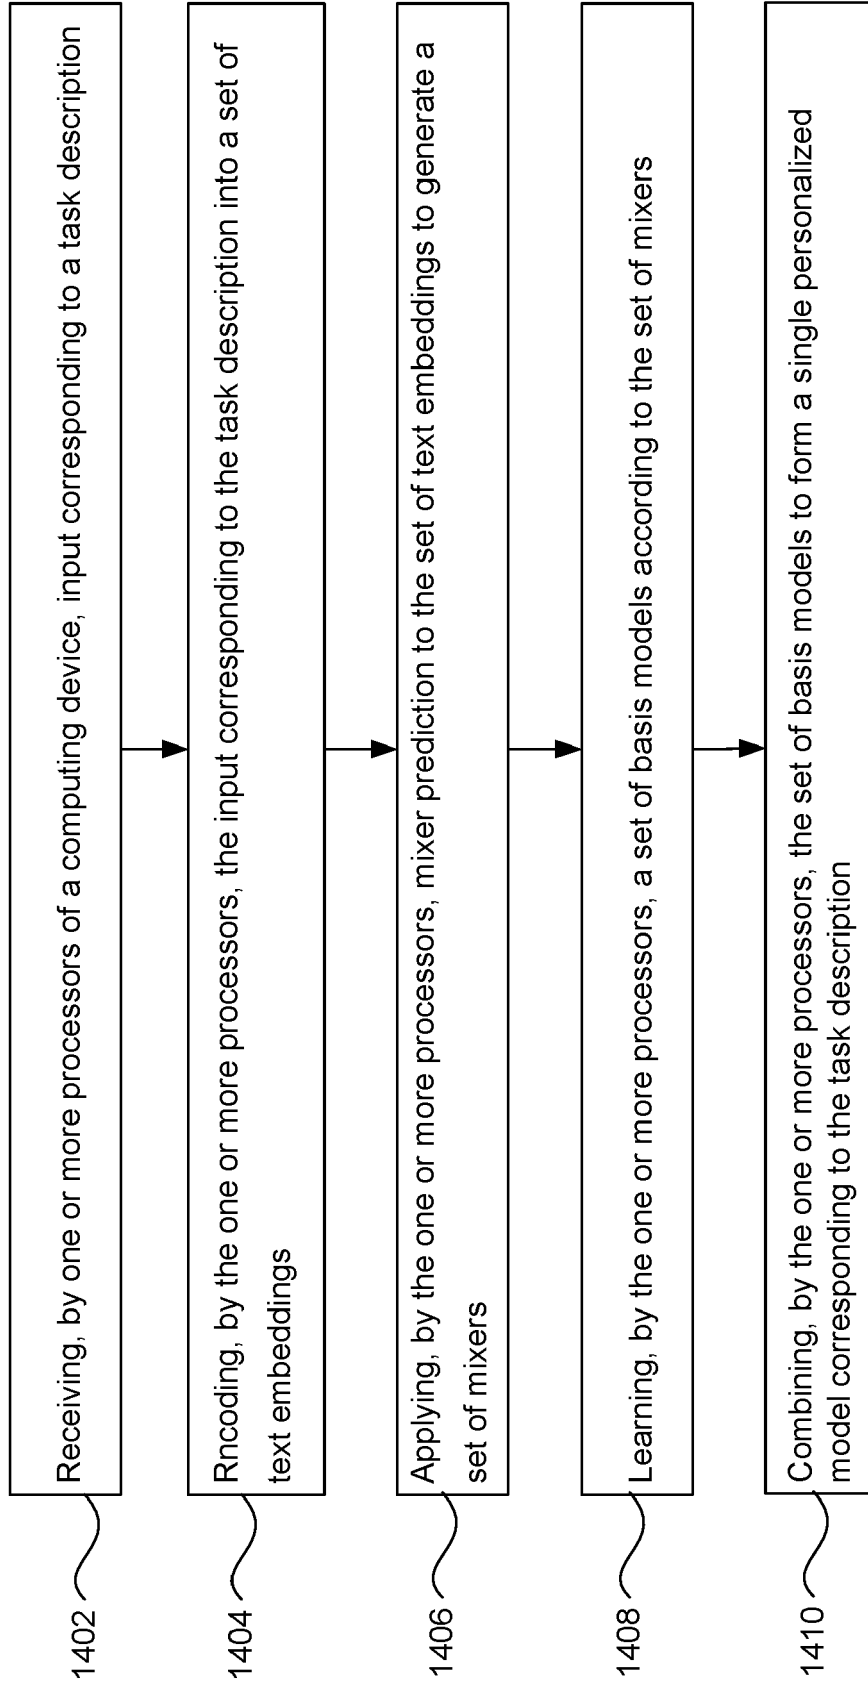 1402
Receiving, by one or more processors of a computing device, input corresponding to a task description
1404
Rncoding, by the one or more processors, the input corresponding to the task description into a set of
text embeddings
1406
Applying, by the one or more processors, mixer prediction to the set of text embeddings to generate a
set of mixers
1408
Learning, by the one or more processors, a set of basis models according to the set of mixers
1410
Combining, by the one or more processors, the set of basis models to form a single personalized
model corresponding to the task description